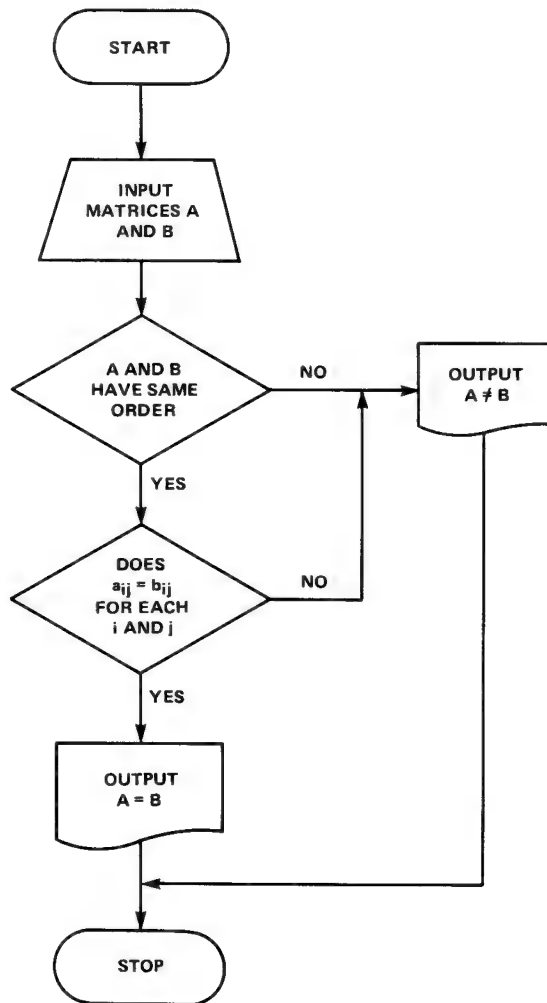 START
INPUT
MATRICES A
AND B
A AND B
HAVE SAME
ORDER
NO
OUTPUT
A ≠ B
YES
DOES
aij = bij
FOR EACH
i AND j
NO
YES
OUTPUT
A = B
STOP